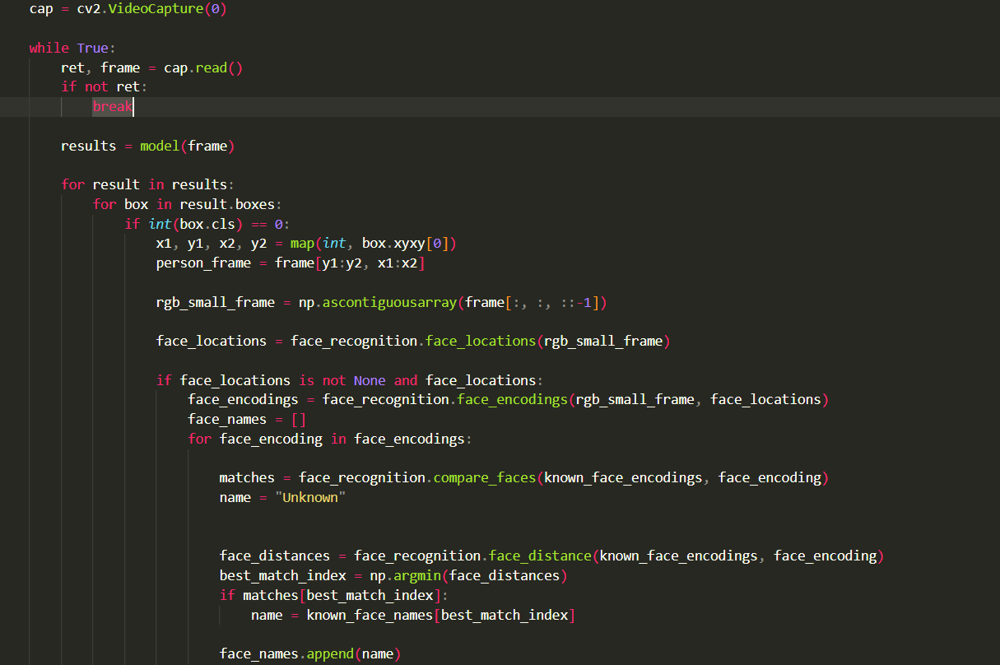 cap = cv2.VideoCapture(0)
while True:
    ret, frame = cap.read()
    if not ret:
        break
    results = model(frame)
    for result in results:
        for box in result.boxes:
            if int(box.cls) == 0:
                x1, y1, x2, y2 = map(int, box.xyxy[0])
                person_frame = frame[y1:y2, x1:x2]
                rgb_small_frame = np.ascontiguousarray(frame[:, :, ::-1])
                face_locations = face_recognition.face_locations(rgb_small_frame)
                if face_locations is not None and face_locations:
                    face_encodings = face_recognition.face_encodings(rgb_small_frame, face_locations)
                    face_names = []
                    for face_encoding in face_encodings:
                        matches = face_recognition.compare_faces(known_face_encodings, face_encoding)
                        name = "Unknown"
                        face_distances = face_recognition.face_distance(known_face_encodings, face_encoding)
                        best_match_index = np.argmin(face_distances)
                        if matches[best_match_index]:
                            name = known_face_names[best_match_index]
                        face_names.append(name)